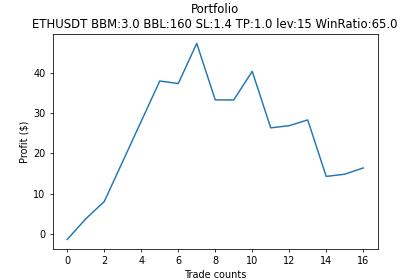 Portfolio
ETHUSDT BBM:3.0 BBL:160 SL:1.4 TP:1.0 lev:15 WinRatio:65.0
Profit ($)
40
30
20
10
0
0 2 4 6 8 10 12 14 16
Trade counts